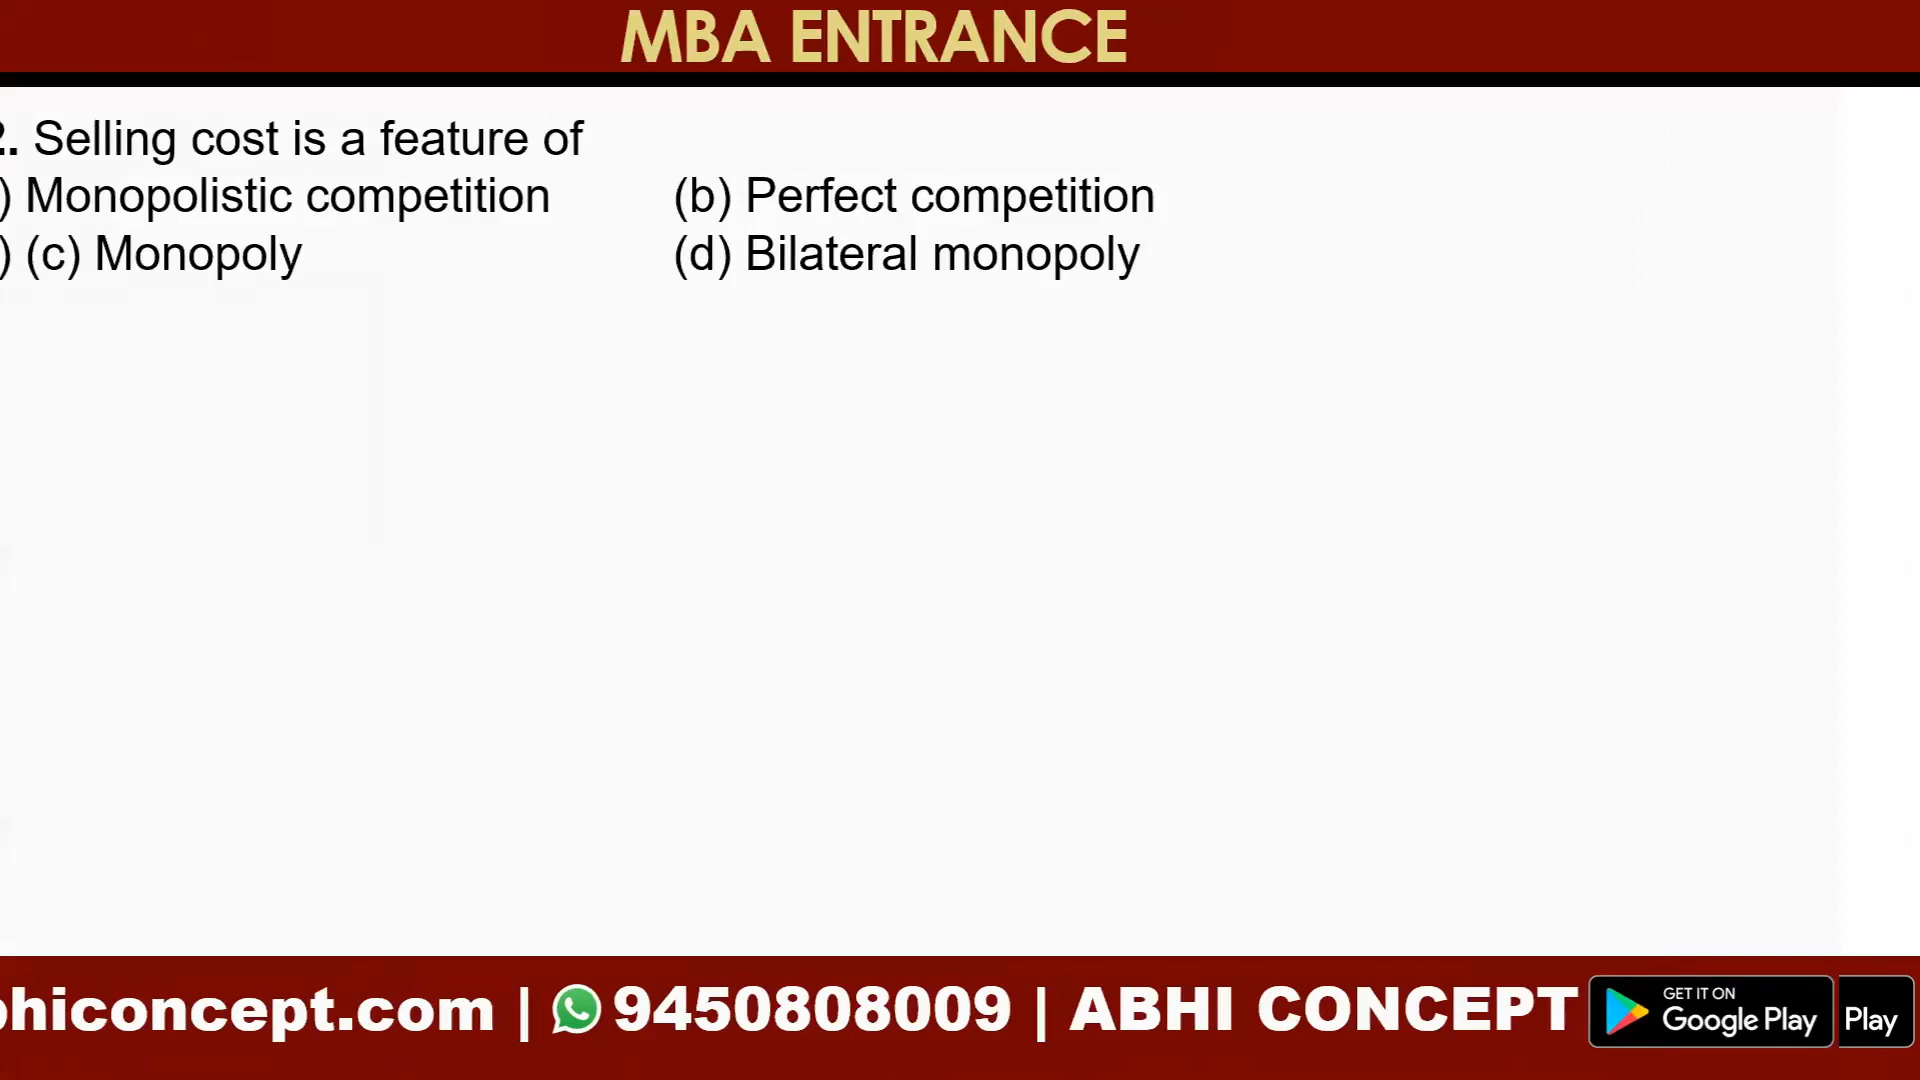 MBA ENTRANCE
2. Selling cost is a feature of
) Monopolistic competition (b) Perfect competition
) (c) Monopoly (d) Bilateral monopoly
hiconcept.com | 9450808009 | ABHI CONCEPT GET IT ON Google Play Play